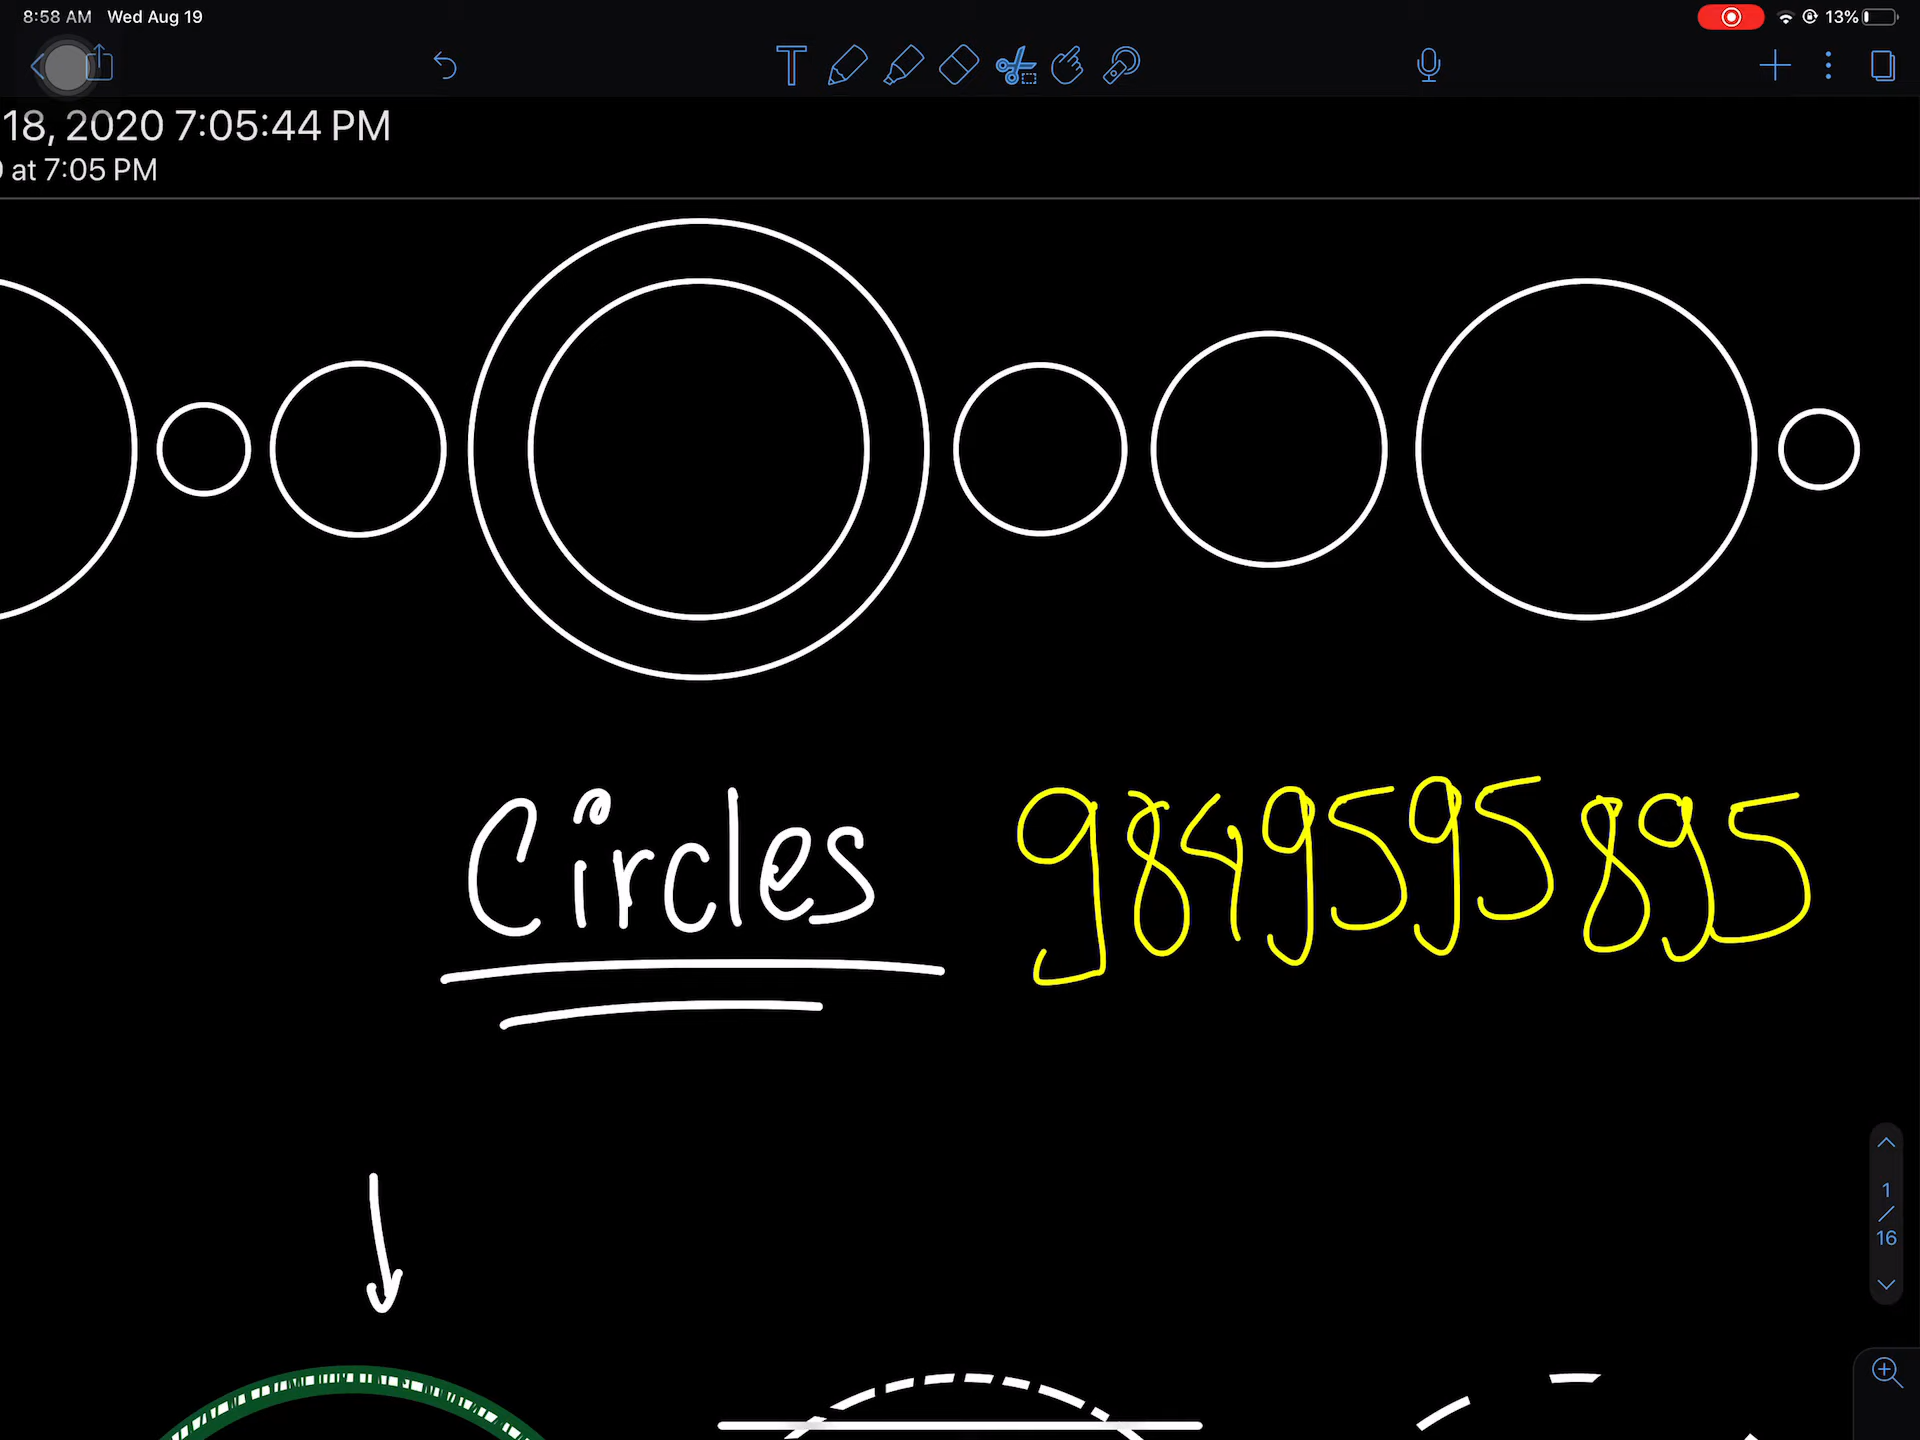 8:58 AM Wed Aug 19 13%
18, 2020 7:05:44 PM
at 7:05 PM
Circles 9849595895
1
/
16